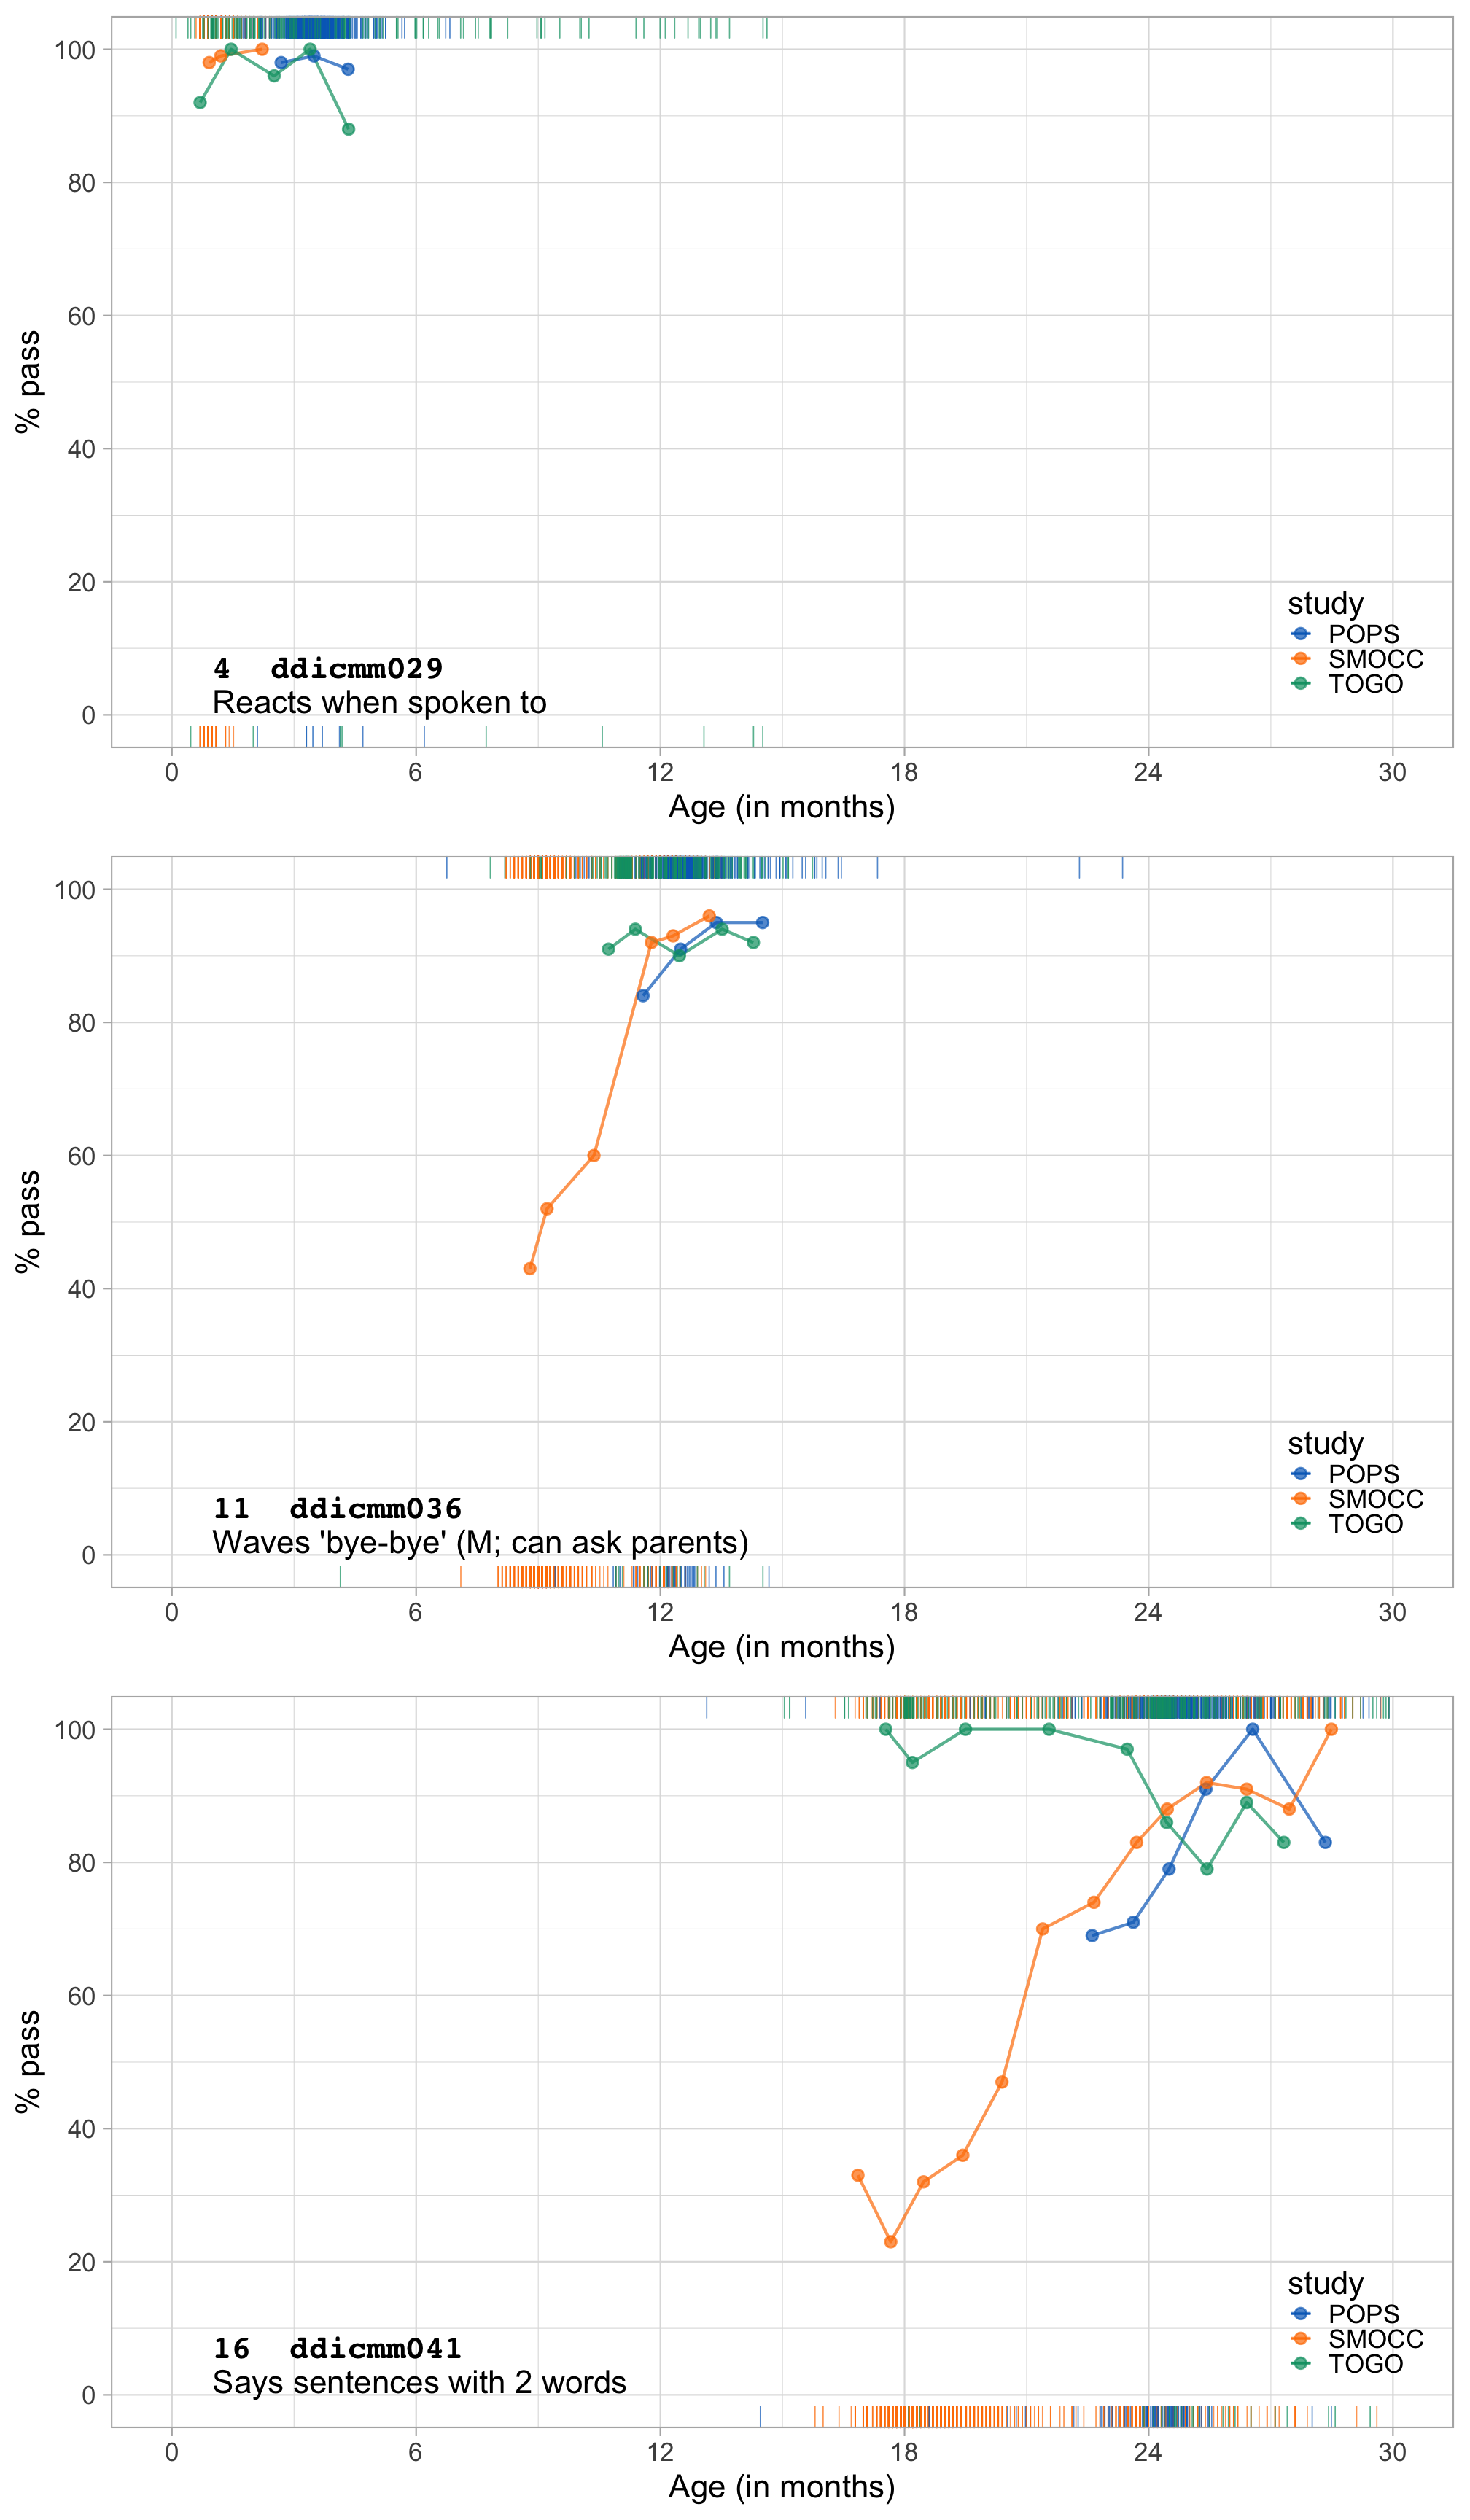 100
80
60
40
20
0
% pass
study
POPS
SMOCC
TOGO
4 ddicmm029
Reacts when spoken to
0 6 12 18 24 30
Age (in months)
100
80
60
40
20
0
% pass
study
POPS
SMOCC
TOGO
11 ddicmm036
Waves 'bye-bye' (M; can ask parents)
0 6 12 18 24 30
Age (in months)
100
80
60
40
20
0
% pass
study
POPS
SMOCC
TOGO
16 ddicmm041
Says sentences with 2 words
0 6 12 18 24 30
Age (in months)